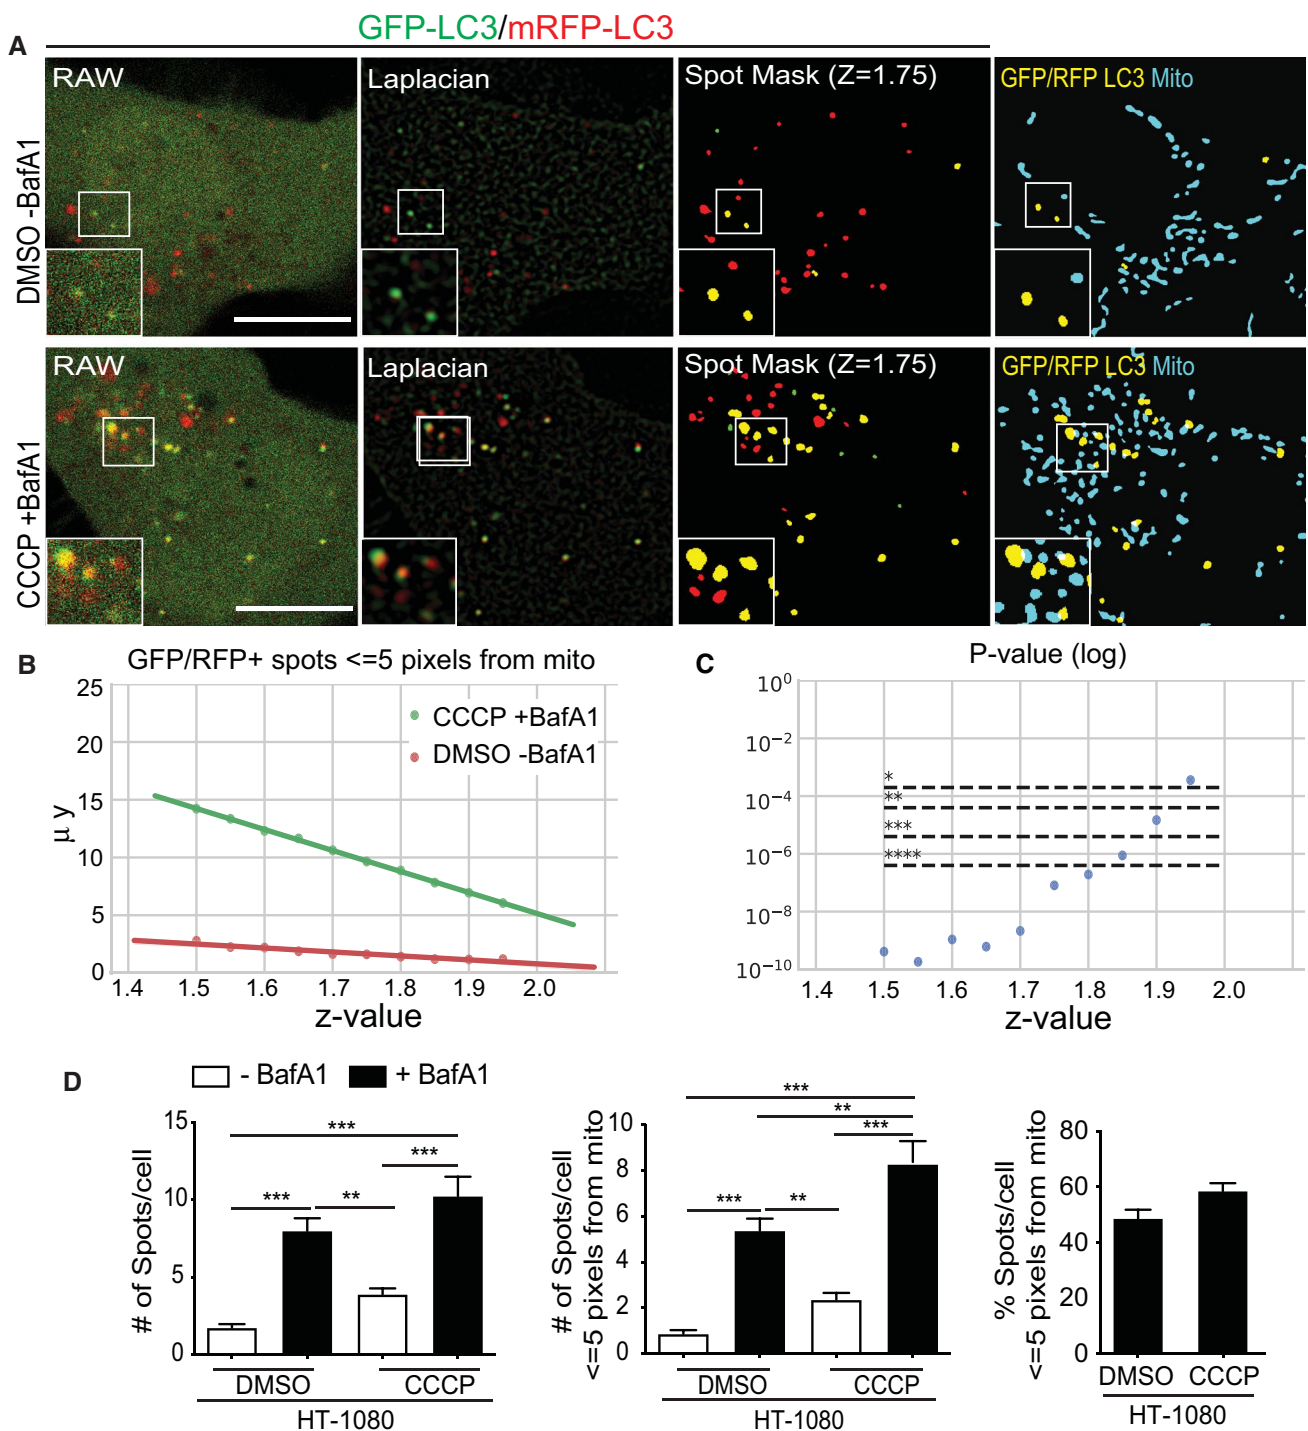 GFP-LC3/mRFP-LC3
A
RAW
Laplacian
Spot Mask (Z=1.75)
GFP/RFP LC3 Mito
DMSO -BafA1
RAW
Laplacian
Spot Mask (Z=1.75)
GFP/RFP LC3 Mito
CCCP +BafA1
B
GFP/RFP+ spots <=5 pixels from mito
25
20
15
10
5
0
μ y
CCCP +BafA1
DMSO -BafA1
1.4 1.5 1.6 1.7 1.8 1.9 2.0
z-value
C
P-value (log)
10^0
10^-2
10^-4
10^-6
10^-8
10^-10
*
**
***
****
1.4 1.5 1.6 1.7 1.8 1.9 2.0
z-value
D
- BafA1 + BafA1
# of Spots/cell
15
10
5
0
***
***
***
**
DMSO CCCP
HT-1080
# of Spots/cell
<=5 pixels from mito
10
8
6
4
2
0
***
**
***
***
**
DMSO CCCP
HT-1080
% Spots/cell
<=5 pixels from mito
80
60
40
20
0
DMSO CCCP
HT-1080